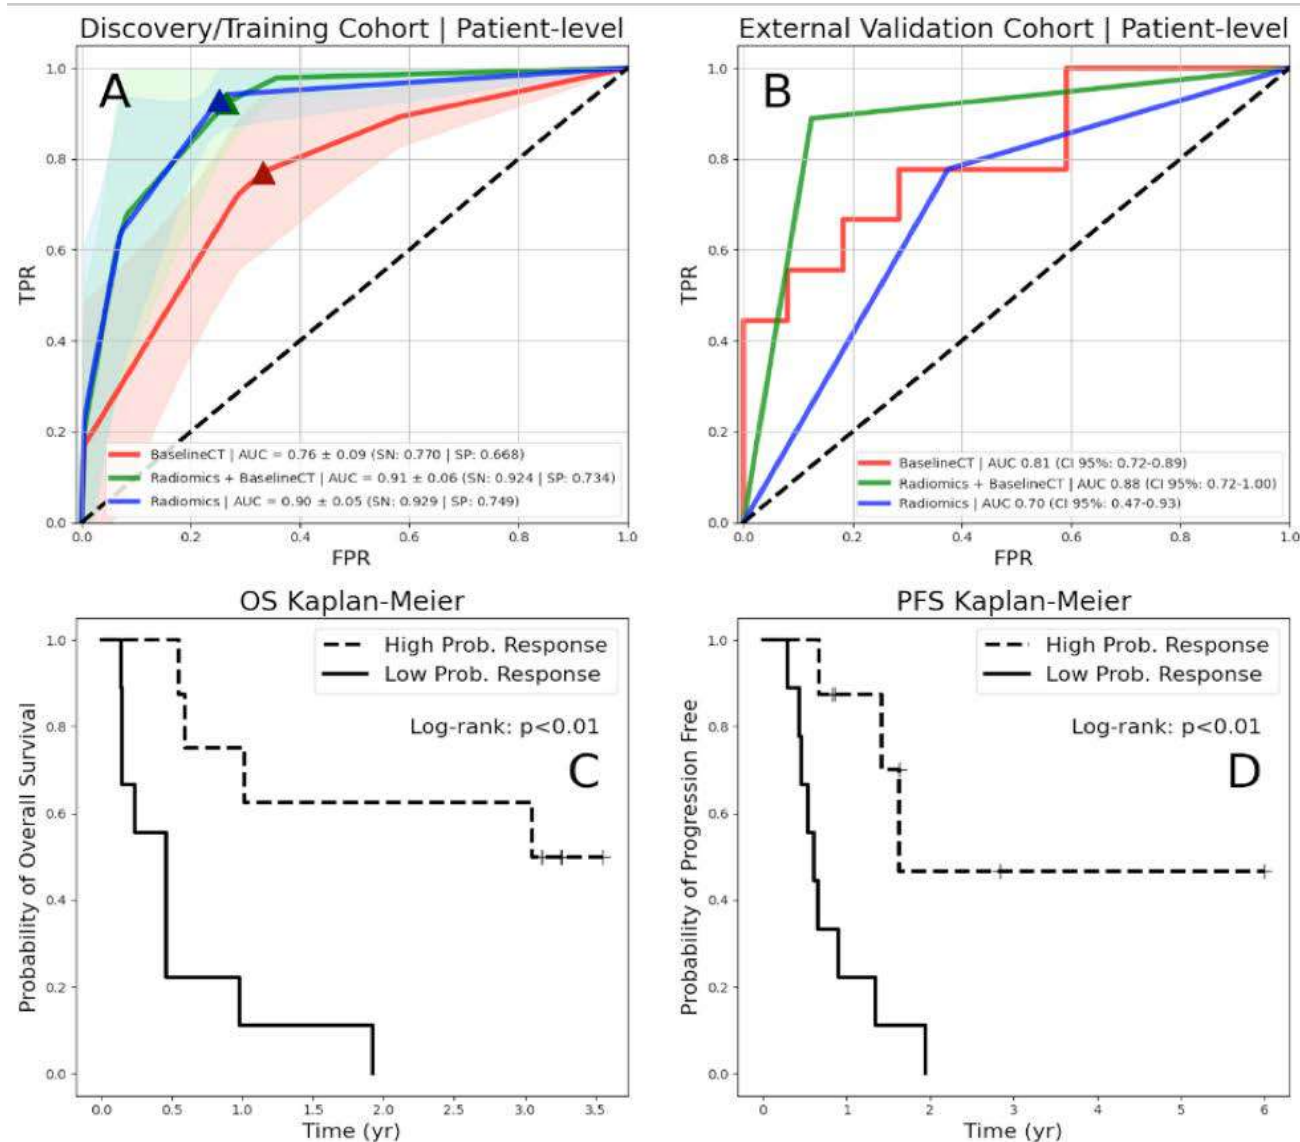 Discovery/Training Cohort | Patient-level
A
TPR
1.0
0.8
0.6
0.4
0.2
0.0
BaselineCT | AUC = 0.76 ± 0.09 (SN: 0.770 | SP: 0.668)
Radiomics + BaselineCT | AUC = 0.91 ± 0.06 (SN: 0.924 | SP: 0.734)
Radiomics | AUC = 0.90 ± 0.05 (SN: 0.929 | SP: 0.749)
0.0 0.2 0.4 0.6 0.8 1.0
FPR
External Validation Cohort | Patient-level
B
TPR
1.0
0.8
0.6
0.4
0.2
0.0
BaselineCT | AUC 0.81 (CI 95%: 0.72-0.89)
Radiomics + BaselineCT | AUC 0.88 (CI 95%: 0.72-1.00)
Radiomics | AUC 0.70 (CI 95%: 0.47-0.93)
0.0 0.2 0.4 0.6 0.8 1.0
FPR
OS Kaplan-Meier
High Prob. Response
Low Prob. Response
Log-rank: p<0.01
C
Probability of Overall Survival
1.0
0.8
0.6
0.4
0.2
0.0
0.0 0.5 1.0 1.5 2.0 2.5 3.0 3.5
Time (yr)
PFS Kaplan-Meier
High Prob. Response
Low Prob. Response
Log-rank: p<0.01
D
Probability of Progression Free
1.0
0.8
0.6
0.4
0.2
0.0
0 1 2 3 4 5 6
Time (yr)